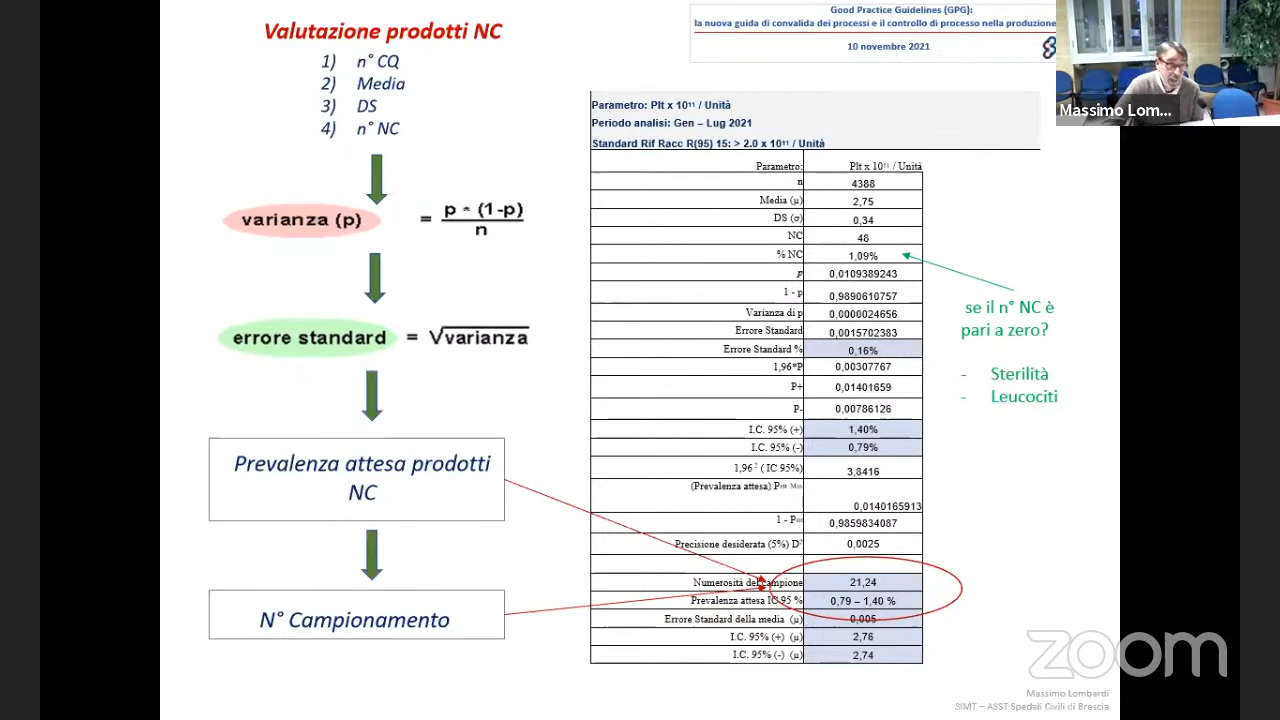 Valutazione prodotti NC
1) n° CQ
2) Media
3) DS
4) n° NC
varianza (p) = p * (1-p)
n
errore standard = √varianza
Prevalenza attesa prodotti
NC
N° Campionamento
Good Practice Guidelines (GPG):
la nuova guida di convalida dei processi e il controllo di processo nella produzione
10 novembre 2021
Massimo Lom...
Parametro: Plt x 10¹¹ / Unità
Periodo analisi: Gen – Lug 2021
Standard Rif Racc R(95) 15: > 2.0 x 10¹¹ / Unità
Parametro: Plt x 10¹¹ / Unità
n 4388
Media (μ) 2,75
DS (σ) 0,34
NC 48
% NC 1,09%
p 0,0109389243
1 - p 0,9890610757
Varianza di p 0,0000024656
Errore Standard 0,0015702383
Errore Standard % 0,16%
1,96*P 0,00307767
P+ 0,01401659
P- 0,00786126
I.C. 95% (+) 1,40%
I.C. 95% (-) 0,79%
1,96 ² ( IC 95%) 3,8416
(Prevalenza attesa) P att Max 0,0140165913
1 - P att 0,9859834087
Precisione desiderata (5%) D² 0,0025
Numerosità del campione 21,24
Prevalenza attesa IC 95 % 0,79 – 1,40 %
Errore Standard della media (μ) 0,005
I.C. 95% (+) (μ) 2,76
I.C. 95% (-) (μ) 2,74
se il n° NC è
pari a zero?
- Sterilità
- Leucociti
zoom
Massimo Lombardi
SIMT – ASST Spedali Civili di Brescia